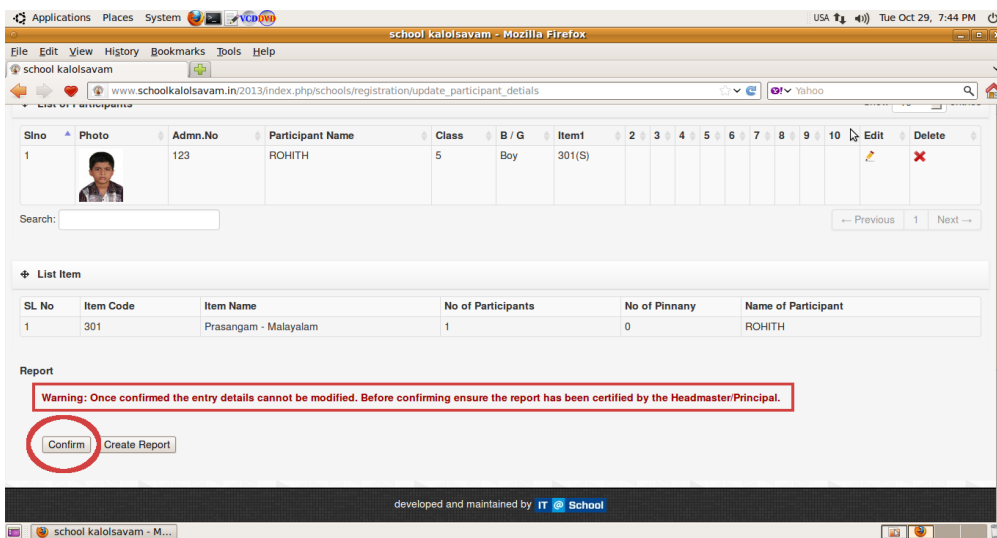 Applications Places System VCD DVD USA Tue Oct 29, 7:44 PM
school kalolsavam - Mozilla Firefox
File Edit View History Bookmarks Tools Help
school kalolsavam
www.schoolkalolsavam.in/2013/index.php/schools/registration/update_participant_detials Yahoo
List of Participants
Slno Photo Admn.No Participant Name Class B / G Item1 2 3 4 5 6 7 8 9 10 Edit Delete
1 123 ROHITH 5 Boy 301(S)
Search: ← Previous 1 Next →
List Item
SL No Item Code Item Name No of Participants No of Pinnany Name of Participant
1 301 Prasangam - Malayalam 1 0 ROHITH
Report
Warning: Once confirmed the entry details cannot be modified. Before confirming ensure the report has been certified by the Headmaster/Principal.
Confirm Create Report
developed and maintained by IT @ School
school kalolsavam - M...